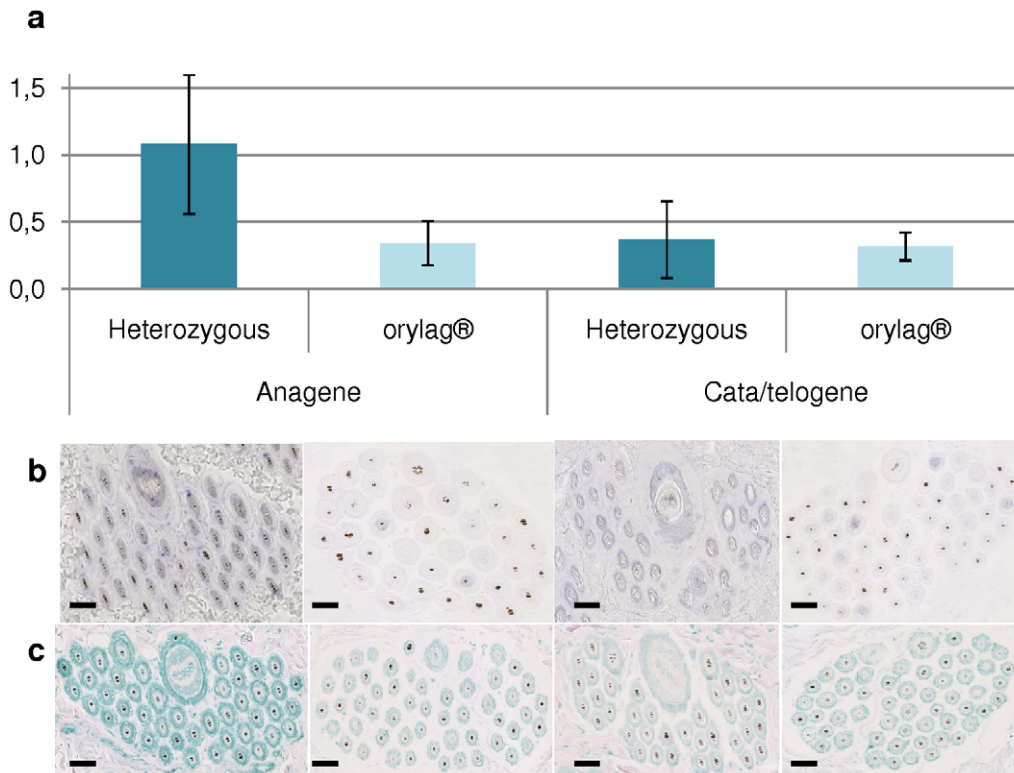 a
1,5
1,0
0,5
0,0
Heterozygous orylag® Heterozygous orylag®
Anagene Cata/telogene
b
c